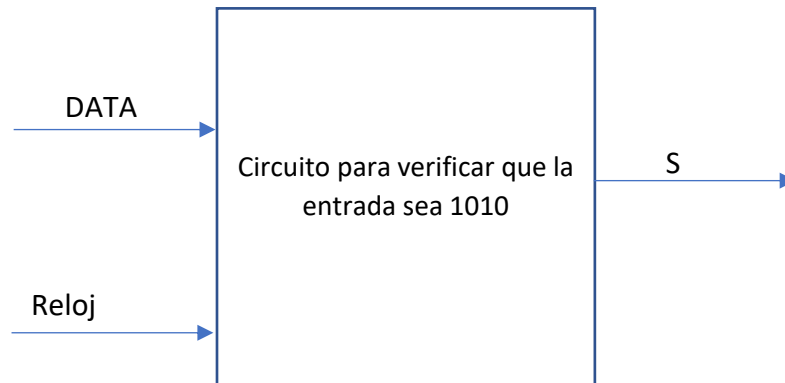 DATA
Circuito para verificar que la
entrada sea 1010
S
Reloj